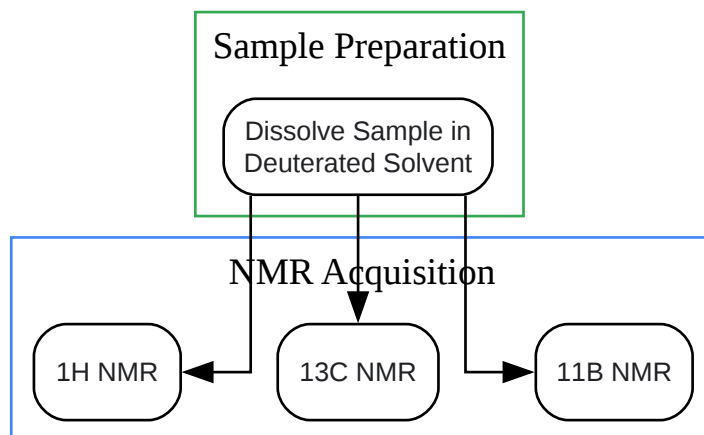 Sample Preparation
Dissolve Sample in
Deuterated Solvent
NMR Acquisition
1H NMR
13C NMR
11B NMR